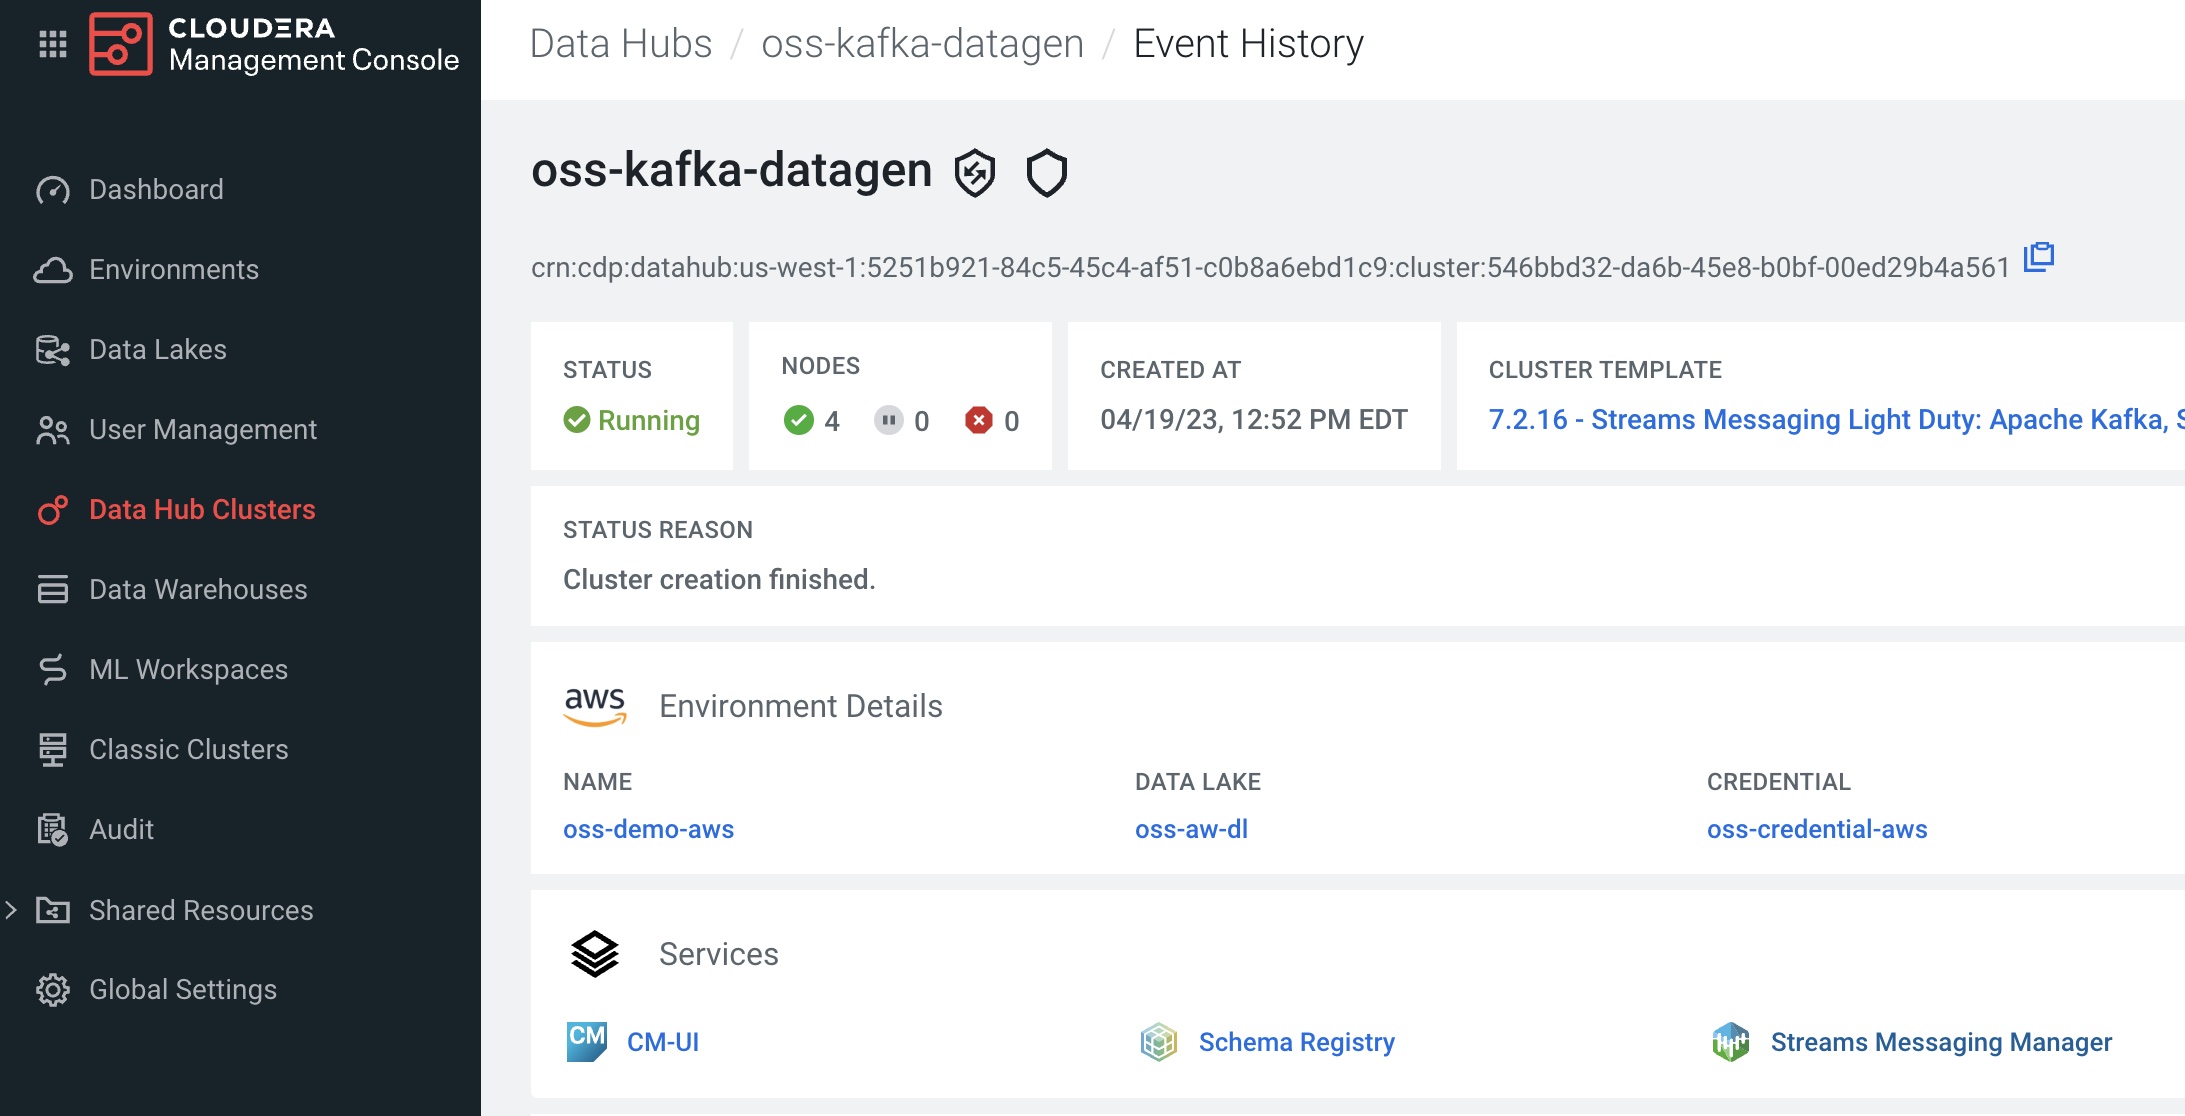 CLOUDERA
Management Console
Dashboard
Environments
Data Lakes
User Management
Data Hub Clusters
Data Warehouses
ML Workspaces
Classic Clusters
Audit
Shared Resources
Global Settings
Data Hubs / oss-kafka-datagen / Event History
oss-kafka-datagen
crn:cdp:datahub:us-west-1:5251b921-84c5-45c4-af51-c0b8a6ebd1c9:cluster:546bbd32-da6b-45e8-b0bf-00ed29b4a561
STATUS
Running
NODES
4 0 0
CREATED AT
04/19/23, 12:52 PM EDT
CLUSTER TEMPLATE
7.2.16 - Streams Messaging Light Duty: Apache Kafka, S
STATUS REASON
Cluster creation finished.
aws Environment Details
NAME
oss-demo-aws
DATA LAKE
oss-aw-dl
CREDENTIAL
oss-credential-aws
Services
CM CM-UI
Schema Registry
Streams Messaging Manager